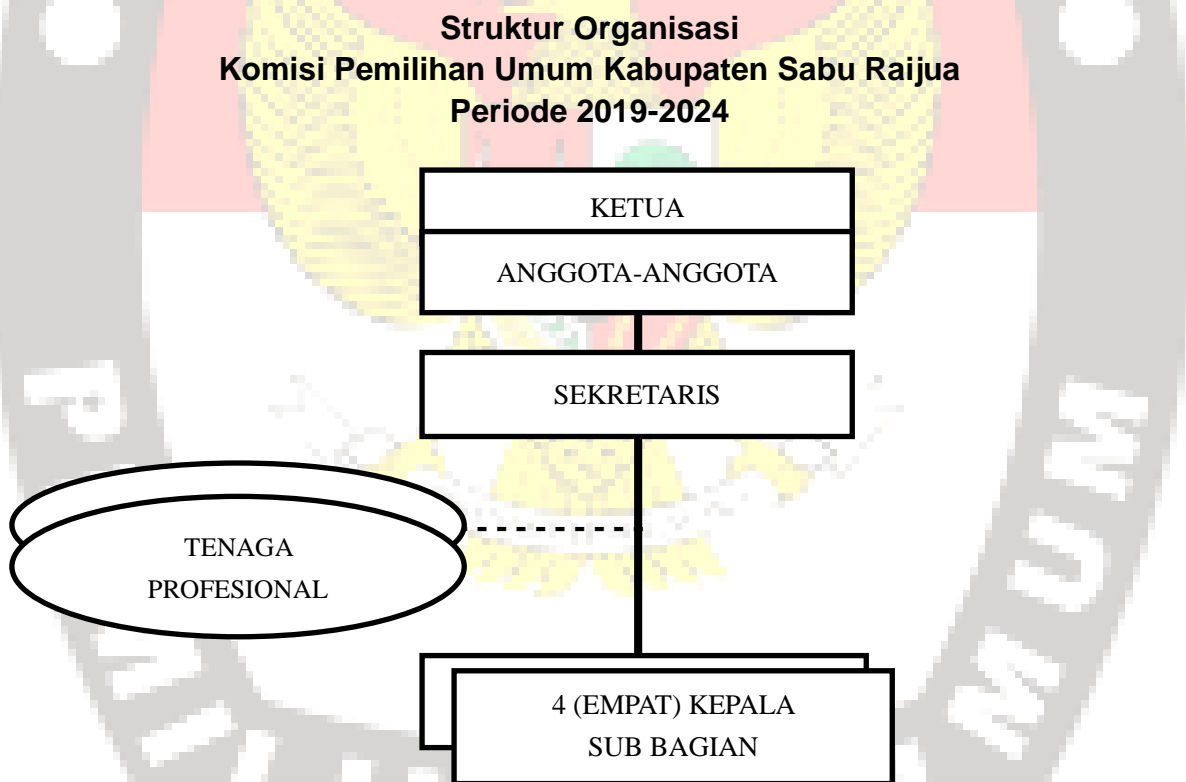 Struktur Organisasi
Komisi Pemilihan Umum Kabupaten Sabu Raijua
Periode 2019-2024
KETUA
ANGGOTA-ANGGOTA
SEKRETARIS
TENAGA
PROFESIONAL
4 (EMPAT) KEPALA
SUB BAGIAN